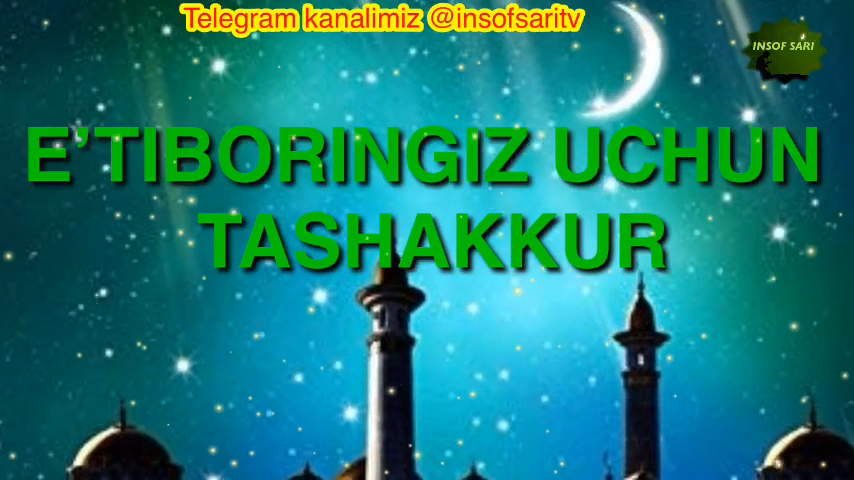 Telegram kanalimiz @insofsaritv
INSOF SARI
E’TIBORINGIZ UCHUN
TASHAKKUR